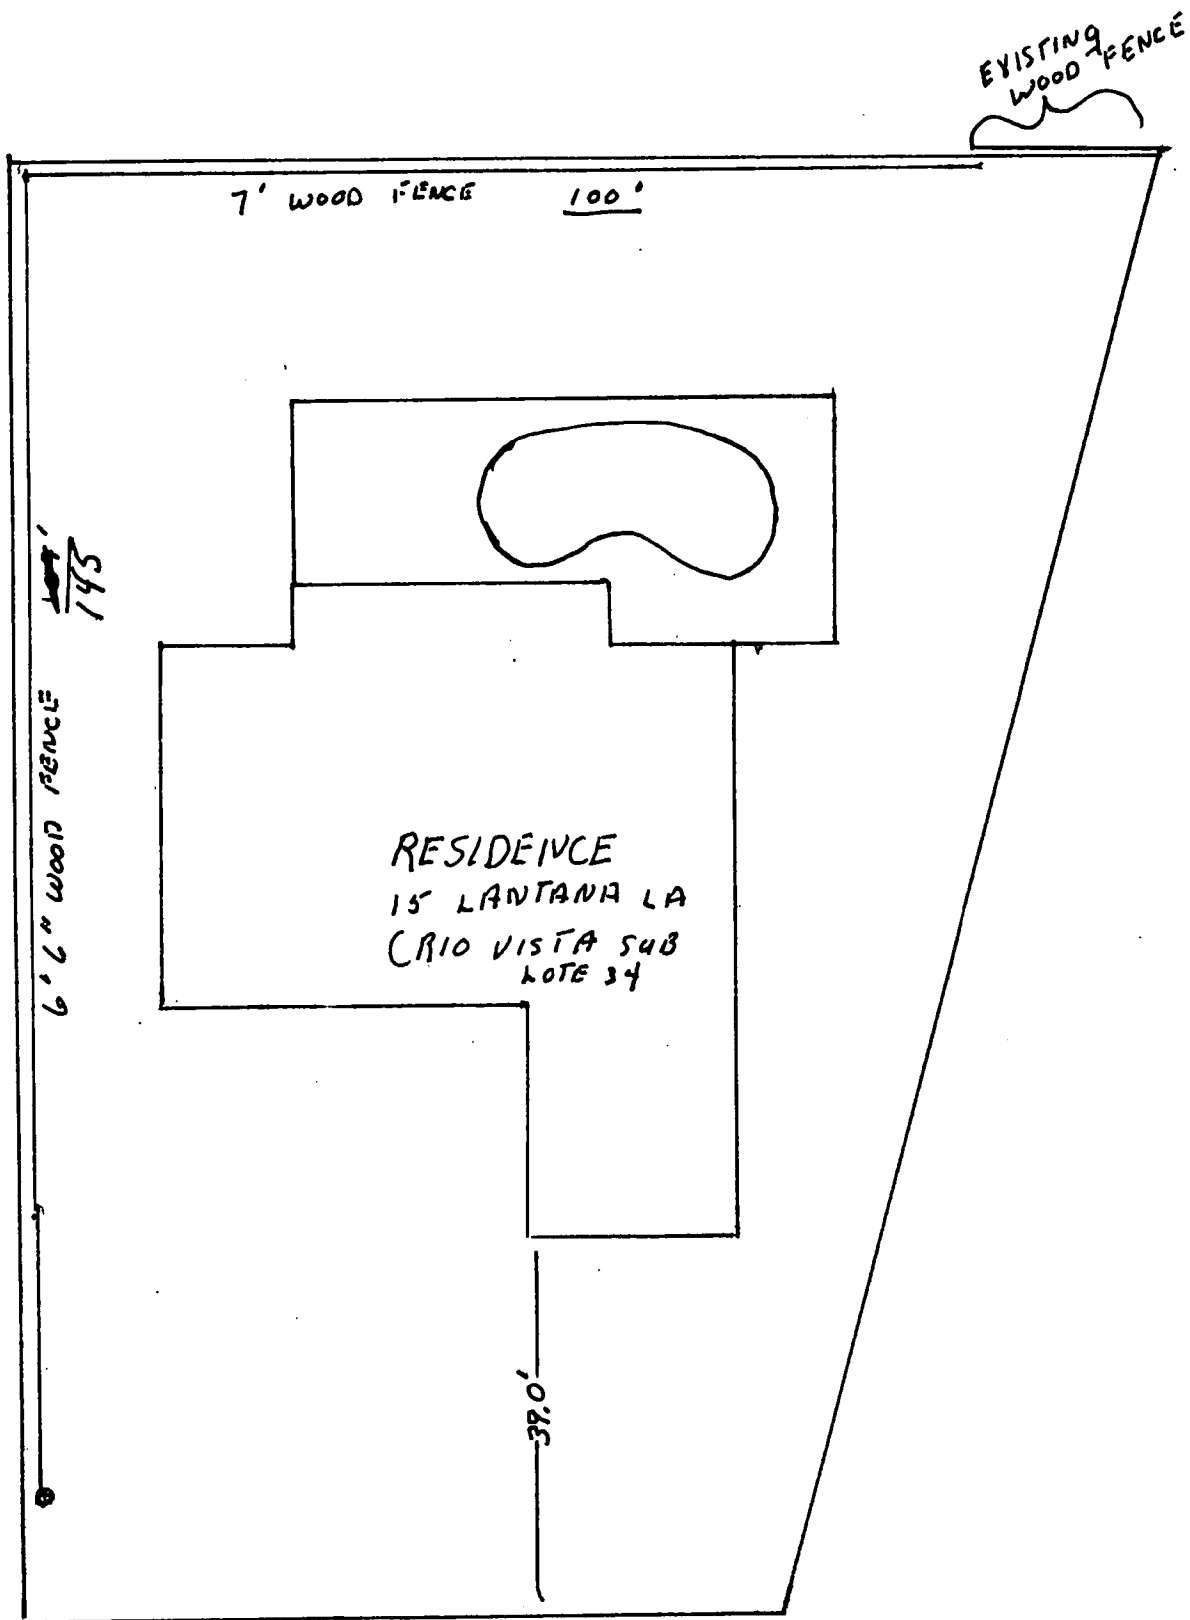 EXISTING
WOOD FENCE
7' WOOD FENCE 100'
6'6" WOOD FENCE 145
RESIDENCE
15 LANTANA LA
CRIO VISTA SUB
LOTE 34
39.0'